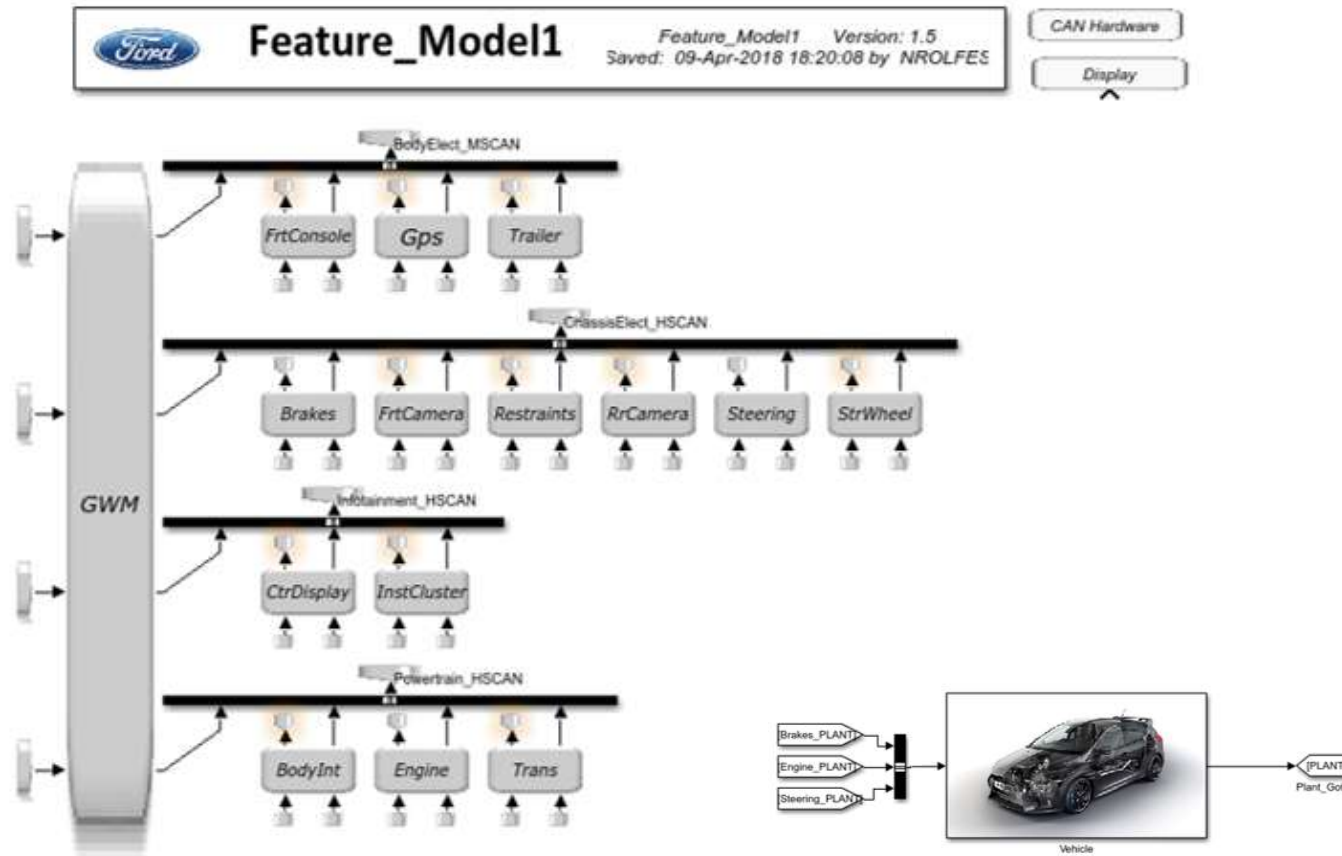 Ford
Feature_Model1
Feature_Model1 Version: 1.5
Saved: 09-Apr-2018 18:20:08 by NROLFES
CAN Hardware
Display
BodyElect_MSCAN
FrtConsole
Gps
Trailer
ChassisElect_HSCAN
Brakes
FrtCamera
Restraints
RrCamera
Steering
StrWheel
GWM
Infotainment_HSCAN
CtrDisplay
InstCluster
Powertrain_HSCAN
BodyInt
Engine
Trans
[Brakes_PLANT]
[Engine_PLANT]
[Steering_PLANT]
Vehicle
[PLANT
Plant_Got